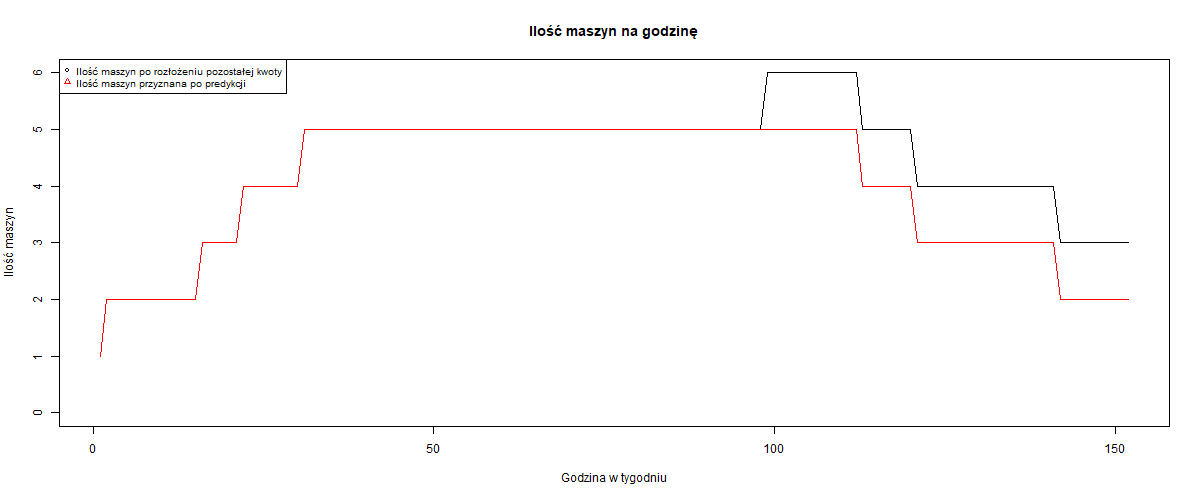 Ilość maszyn na godzinę
Ilość maszyn po rozłożeniu pozostałej kwoty
Ilość maszyn przyznana po predykcji
Ilość maszyn
6
5
4
3
2
1
0
0 50 100 150
Godzina w tygodniu